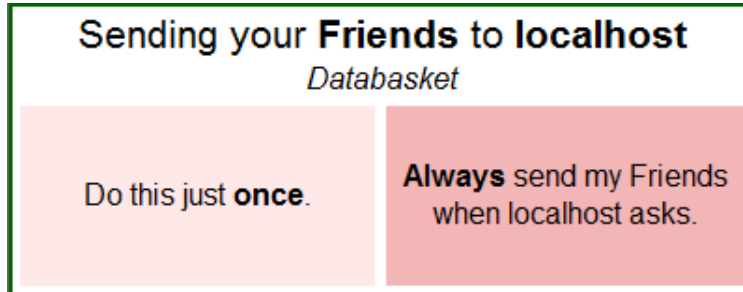 Sending your Friends to localhost
Databasket
Do this just once.
Always send my Friends
when localhost asks.